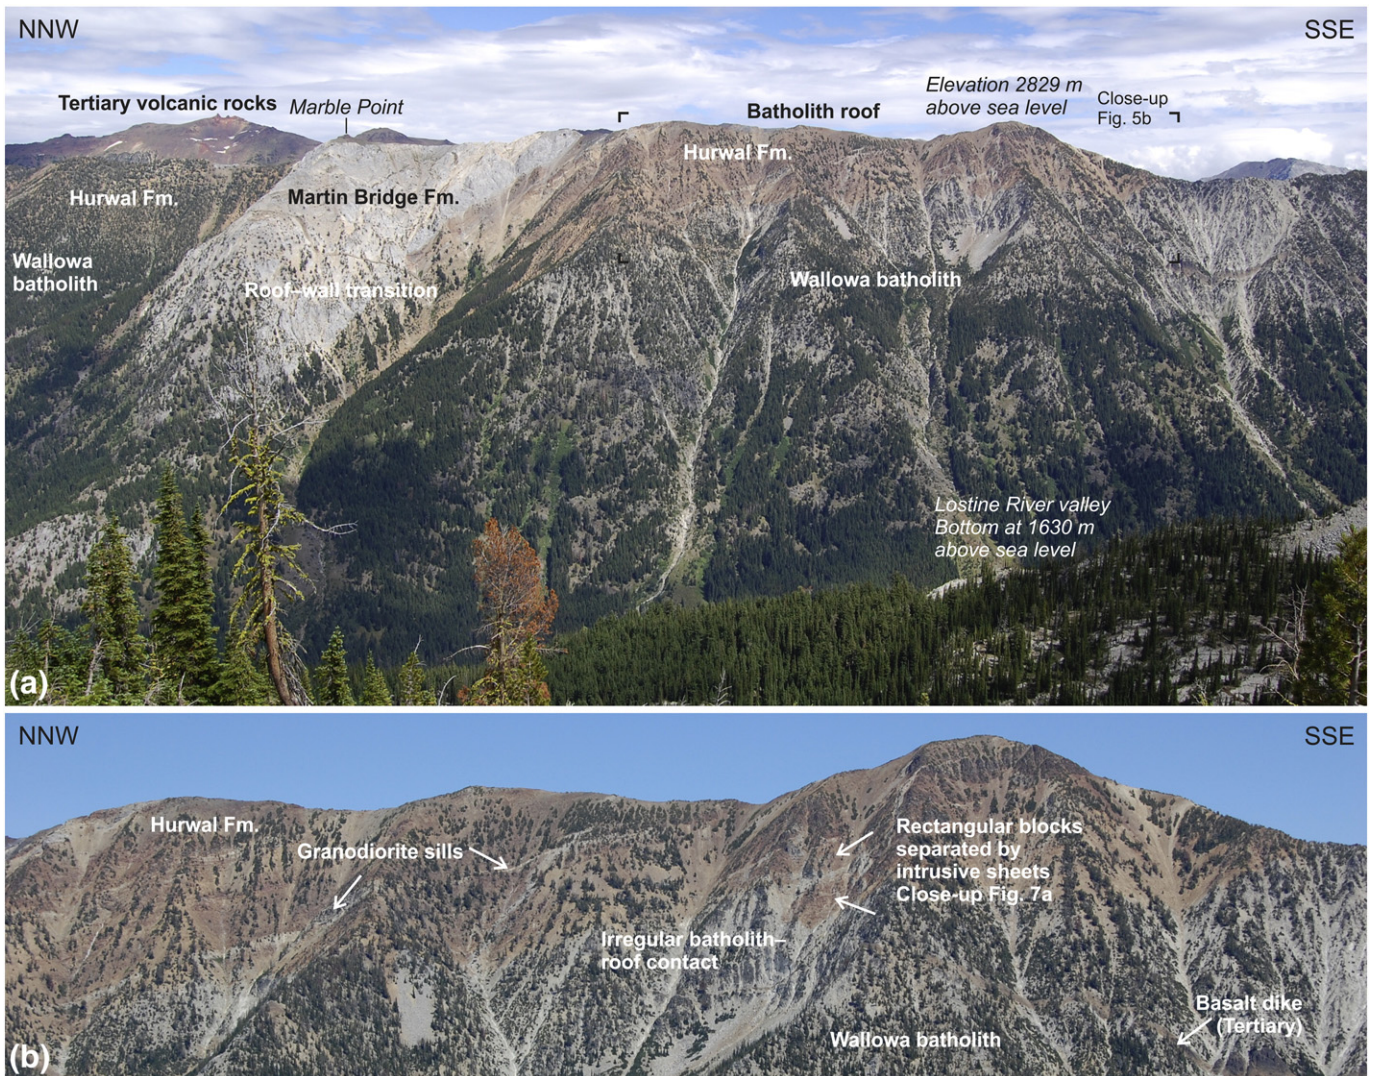 NNW
SSE
Tertiary volcanic rocks
Marble Point
Batholith roof
Elevation 2829 m
above sea level
Close-up
Fig. 5b
Hurwal Fm.
Hurwal Fm.
Martin Bridge Fm.
Wallowa
batholith
Roof–wall transition
Wallowa batholith
Lostine River valley
Bottom at 1630 m
above sea level
(a)
NNW
SSE
Hurwal Fm.
Granodiorite sills
Rectangular blocks
separated by
intrusive sheets
Close-up Fig. 7a
Irregular batholith–
roof contact
Basalt dike
(Tertiary)
Wallowa batholith
(b)